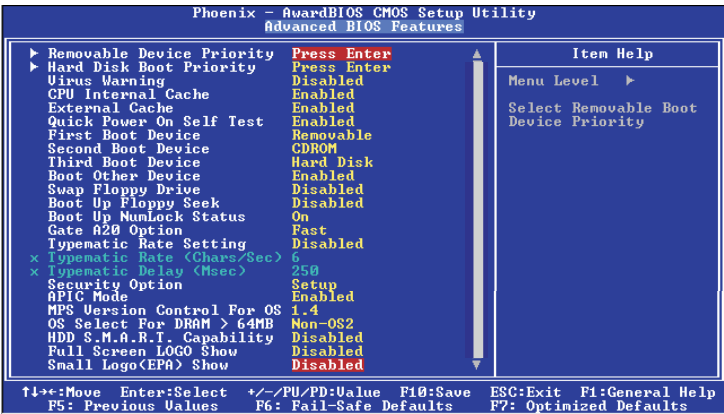 Phoenix - AwardBIOS CMOS Setup Utility
Advanced BIOS Features
Removable Device Priority Press Enter
Hard Disk Boot Priority Press Enter
Virus Warning Disabled
CPU Internal Cache Enabled
External Cache Enabled
Quick Power On Self Test Enabled
First Boot Device Removable
Second Boot Device CDROM
Third Boot Device Hard Disk
Boot Other Device Enabled
Swap Floppy Drive Disabled
Boot Up Floppy Seek Disabled
Boot Up NumLock Status On
Gate A20 Option Fast
Typematic Rate Setting Disabled
x Typematic Rate (Chars/Sec) 6
x Typematic Delay (Msec) 250
Security Option Setup
APIC Mode Enabled
MPS Version Control For OS 1.4
OS Select For DRAM > 64MB Non-OS2
HDD S.M.A.R.T. Capability Disabled
Full Screen LOGO Show Disabled
Small Logo(EPA) Show Disabled
Item Help
Menu Level
Select Removable Boot
Device Priority
↑↓→←:Move Enter:Select +/-/PU/PD:Value F10:Save ESC:Exit F1:General Help
F5: Previous Values F6: Fail-Safe Defaults F7: Optimized Defaults